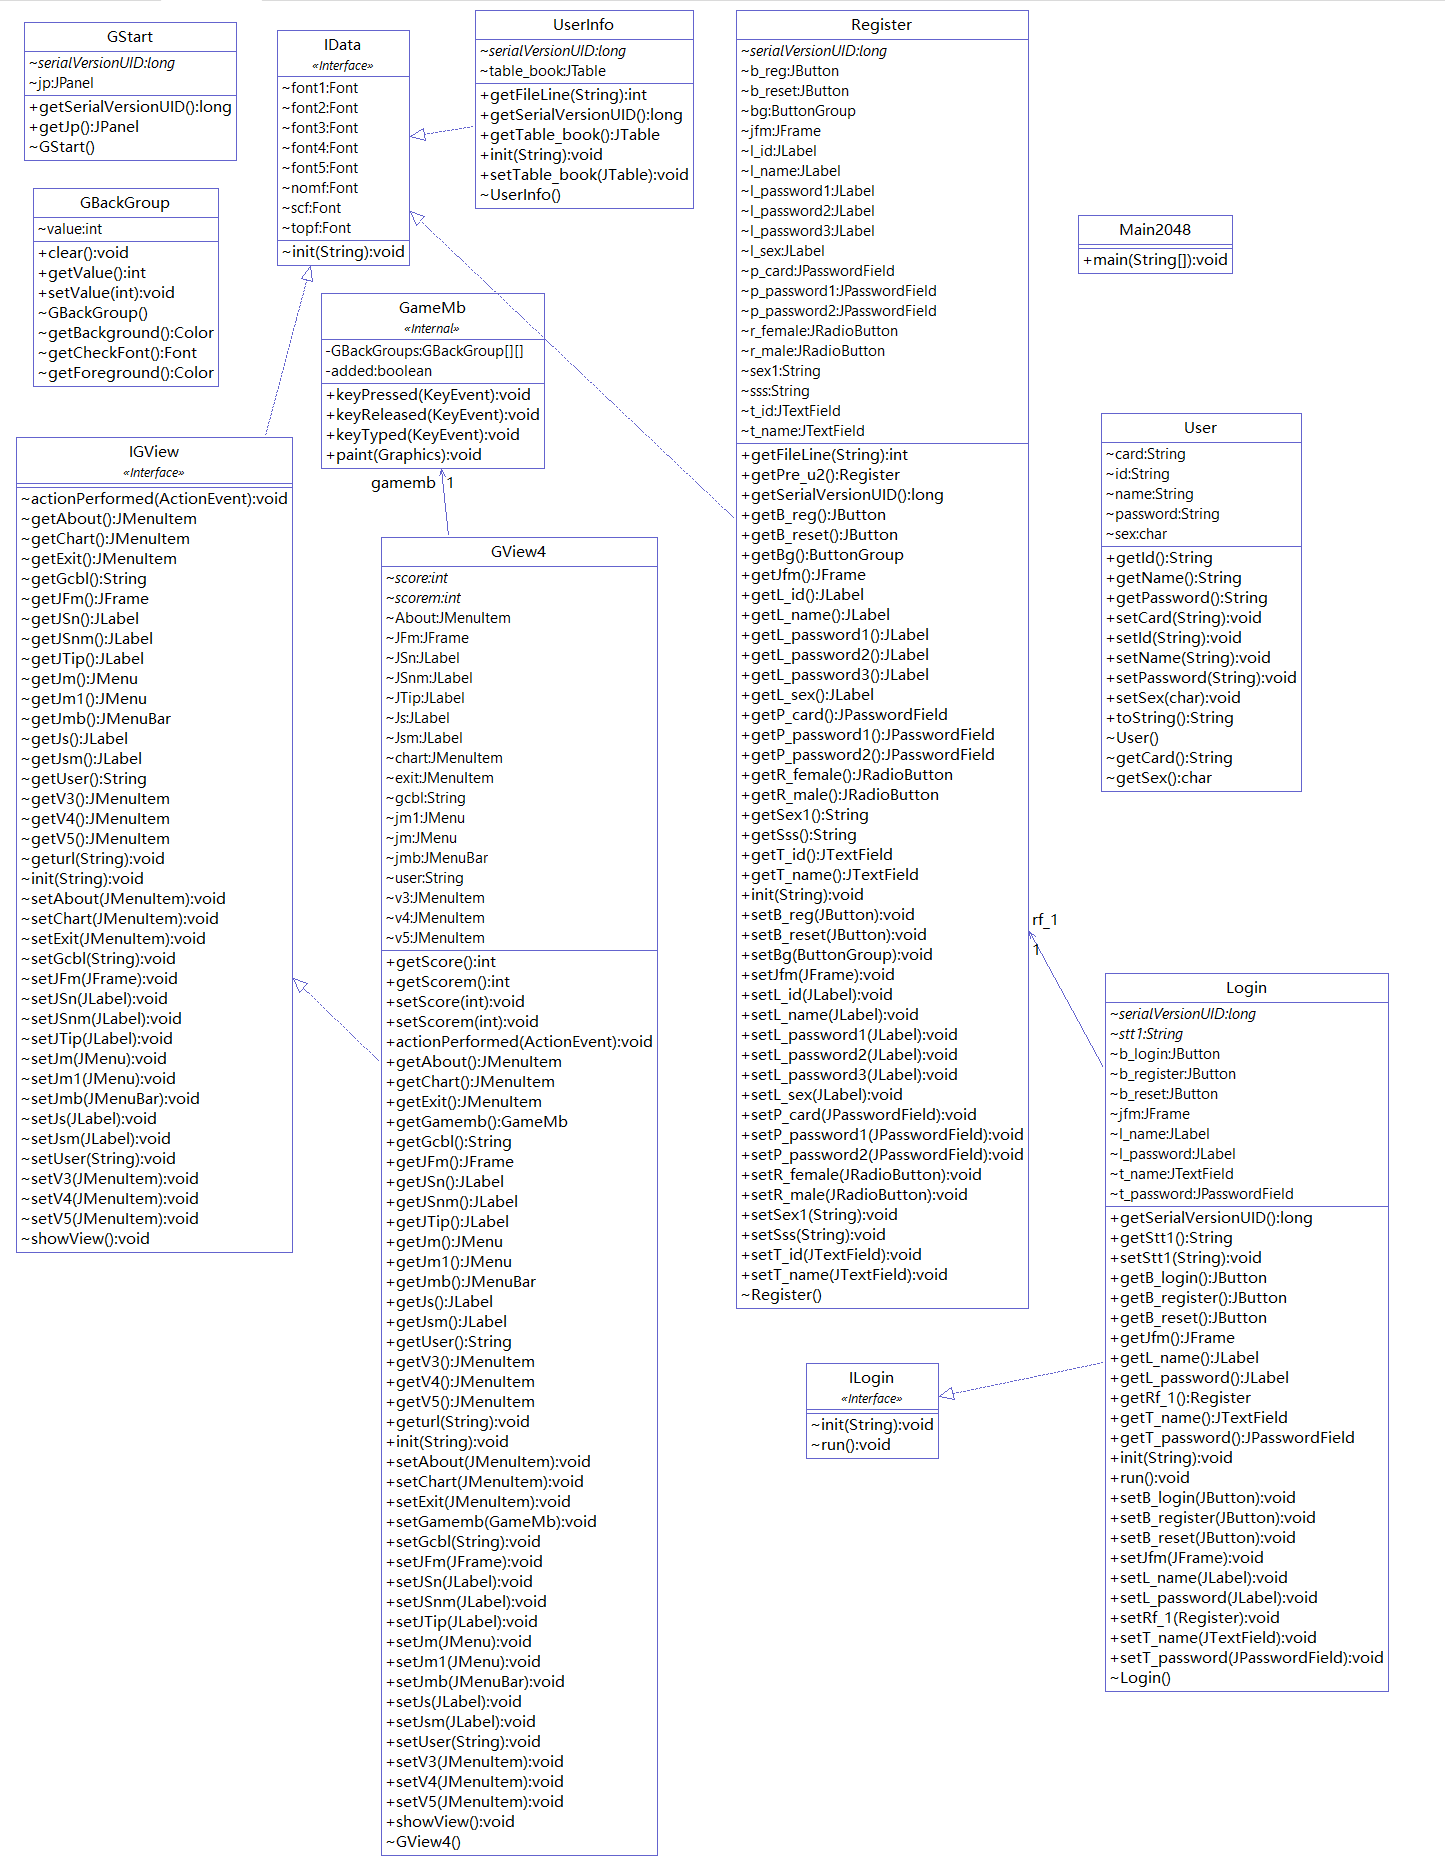 GStart
~serialVersionUID:long
~jp:JPanel
+getSerialVersionUID():long
+getJp():JPanel
~GStart()
GBackGroup
~value:int
+clear():void
+getValue():int
+setValue(int):void
~GBackGroup()
~getBackground():Color
~getCheckFont():Font
~getForeground():Color
IData
«Interface»
~font1:Font
~font2:Font
~font3:Font
~font4:Font
~font5:Font
~nomf:Font
~scf:Font
~topf:Font
~init(String):void
UserInfo
~serialVersionUID:long
~table_book:JTable
+getFileLine(String):int
+getSerialVersionUID():long
+getTable_book():JTable
+init(String):void
+setTable_book(JTable):void
~UserInfo()
GameMb
«Internal»
-GBackGroups:GBackGroup[][]
-added:boolean
+keyPressed(KeyEvent):void
+keyReleased(KeyEvent):void
+keyTyped(KeyEvent):void
+paint(Graphics):void
gamemb 1
IGView
«Interface»
~actionPerformed(ActionEvent):void
~getAbout():JMenuItem
~getChart():JMenuItem
~getExit():JMenuItem
~getGcbl():String
~getJFm():JFrame
~getJSn():JLabel
~getJSnm():JLabel
~getJTip():JLabel
~getJm():JMenu
~getJm1():JMenu
~getJmb():JMenuBar
~getJs():JLabel
~getJsm():JLabel
~getUser():String
~getV3():JMenuItem
~getV4():JMenuItem
~getV5():JMenuItem
~geturl(String):void
~init(String):void
~setAbout(JMenuItem):void
~setChart(JMenuItem):void
~setExit(JMenuItem):void
~setGcbl(String):void
~setJFm(JFrame):void
~setJSn(JLabel):void
~setJSnm(JLabel):void
~setJTip(JLabel):void
~setJm(JMenu):void
~setJm1(JMenu):void
~setJmb(JMenuBar):void
~setJs(JLabel):void
~setJsm(JLabel):void
~setUser(String):void
~setV3(JMenuItem):void
~setV4(JMenuItem):void
~setV5(JMenuItem):void
~showView():void
GView4
~score:int
~scorem:int
~About:JMenuItem
~JFm:JFrame
~JSn:JLabel
~JSnm:JLabel
~JTip:JLabel
~Js:JLabel
~Jsm:JLabel
~chart:JMenuItem
~exit:JMenuItem
~gcbl:String
~jm1:JMenu
~jm:JMenu
~jmb:JMenuBar
~user:String
~v3:JMenuItem
~v4:JMenuItem
~v5:JMenuItem
+getScore():int
+getScorem():int
+setScore(int):void
+setScorem(int):void
+actionPerformed(ActionEvent):void
+getAbout():JMenuItem
+getChart():JMenuItem
+getExit():JMenuItem
+getGamemb():GameMb
+getGcbl():String
+getJFm():JFrame
+getJSn():JLabel
+getJSnm():JLabel
+getJTip():JLabel
+getJm():JMenu
+getJm1():JMenu
+getJmb():JMenuBar
+getJs():JLabel
+getJsm():JLabel
+getUser():String
+getV3():JMenuItem
+getV4():JMenuItem
+getV5():JMenuItem
+geturl(String):void
+init(String):void
+setAbout(JMenuItem):void
+setChart(JMenuItem):void
+setExit(JMenuItem):void
+setGamemb(GameMb):void
+setGcbl(String):void
+setJFm(JFrame):void
+setJSn(JLabel):void
+setJSnm(JLabel):void
+setJTip(JLabel):void
+setJm(JMenu):void
+setJm1(JMenu):void
+setJmb(JMenuBar):void
+setJs(JLabel):void
+setJsm(JLabel):void
+setUser(String):void
+setV3(JMenuItem):void
+setV4(JMenuItem):void
+setV5(JMenuItem):void
+showView():void
~GView4()
Register
~serialVersionUID:long
~b_reg:JButton
~b_reset:JButton
~bg:ButtonGroup
~jfm:JFrame
~l_id:JLabel
~l_name:JLabel
~l_password1:JLabel
~l_password2:JLabel
~l_password3:JLabel
~l_sex:JLabel
~p_card:JPasswordField
~p_password1:JPasswordField
~p_password2:JPasswordField
~r_female:JRadioButton
~r_male:JRadioButton
~sex1:String
~sss:String
~t_id:JTextField
~t_name:JTextField
+getFileLine(String):int
+getPre_u2():Register
+getSerialVersionUID():long
+getB_reg():JButton
+getB_reset():JButton
+getBg():ButtonGroup
+getJfm():JFrame
+getL_id():JLabel
+getL_name():JLabel
+getL_password1():JLabel
+getL_password2():JLabel
+getL_password3():JLabel
+getL_sex():JLabel
+getP_card():JPasswordField
+getP_password1():JPasswordField
+getP_password2():JPasswordField
+getR_female():JRadioButton
+getR_male():JRadioButton
+getSex1():String
+getSss():String
+getT_id():JTextField
+getT_name():JTextField
+init(String):void
+setB_reg(JButton):void
+setB_reset(JButton):void
+setBg(ButtonGroup):void
+setJfm(JFrame):void
+setL_id(JLabel):void
+setL_name(JLabel):void
+setL_password1(JLabel):void
+setL_password2(JLabel):void
+setL_password3(JLabel):void
+setL_sex(JLabel):void
+setP_card(JPasswordField):void
+setP_password1(JPasswordField):void
+setP_password2(JPasswordField):void
+setR_female(JRadioButton):void
+setR_male(JRadioButton):void
+setSex1(String):void
+setSss(String):void
+setT_id(JTextField):void
+setT_name(JTextField):void
~Register()
rf_1
1
ILogin
«Interface»
~init(String):void
~run():void
Main2048
+main(String[]):void
User
~card:String
~id:String
~name:String
~password:String
~sex:char
+getId():String
+getName():String
+getPassword():String
+setCard(String):void
+setId(String):void
+setName(String):void
+setPassword(String):void
+setSex(char):void
+toString():String
~User()
~getCard():String
~getSex():char
Login
~serialVersionUID:long
~stt1:String
~b_login:JButton
~b_register:JButton
~b_reset:JButton
~jfm:JFrame
~l_name:JLabel
~l_password:JLabel
~t_name:JTextField
~t_password:JPasswordField
+getSerialVersionUID():long
+getStt1():String
+setStt1(String):void
+getB_login():JButton
+getB_register():JButton
+getB_reset():JButton
+getJfm():JFrame
+getL_name():JLabel
+getL_password():JLabel
+getRf_1():Register
+getT_name():JTextField
+getT_password():JPasswordField
+init(String):void
+run():void
+setB_login(JButton):void
+setB_register(JButton):void
+setB_reset(JButton):void
+setJfm(JFrame):void
+setL_name(JLabel):void
+setL_password(JLabel):void
+setRf_1(Register):void
+setT_name(JTextField):void
+setT_password(JPasswordField):void
~Login()